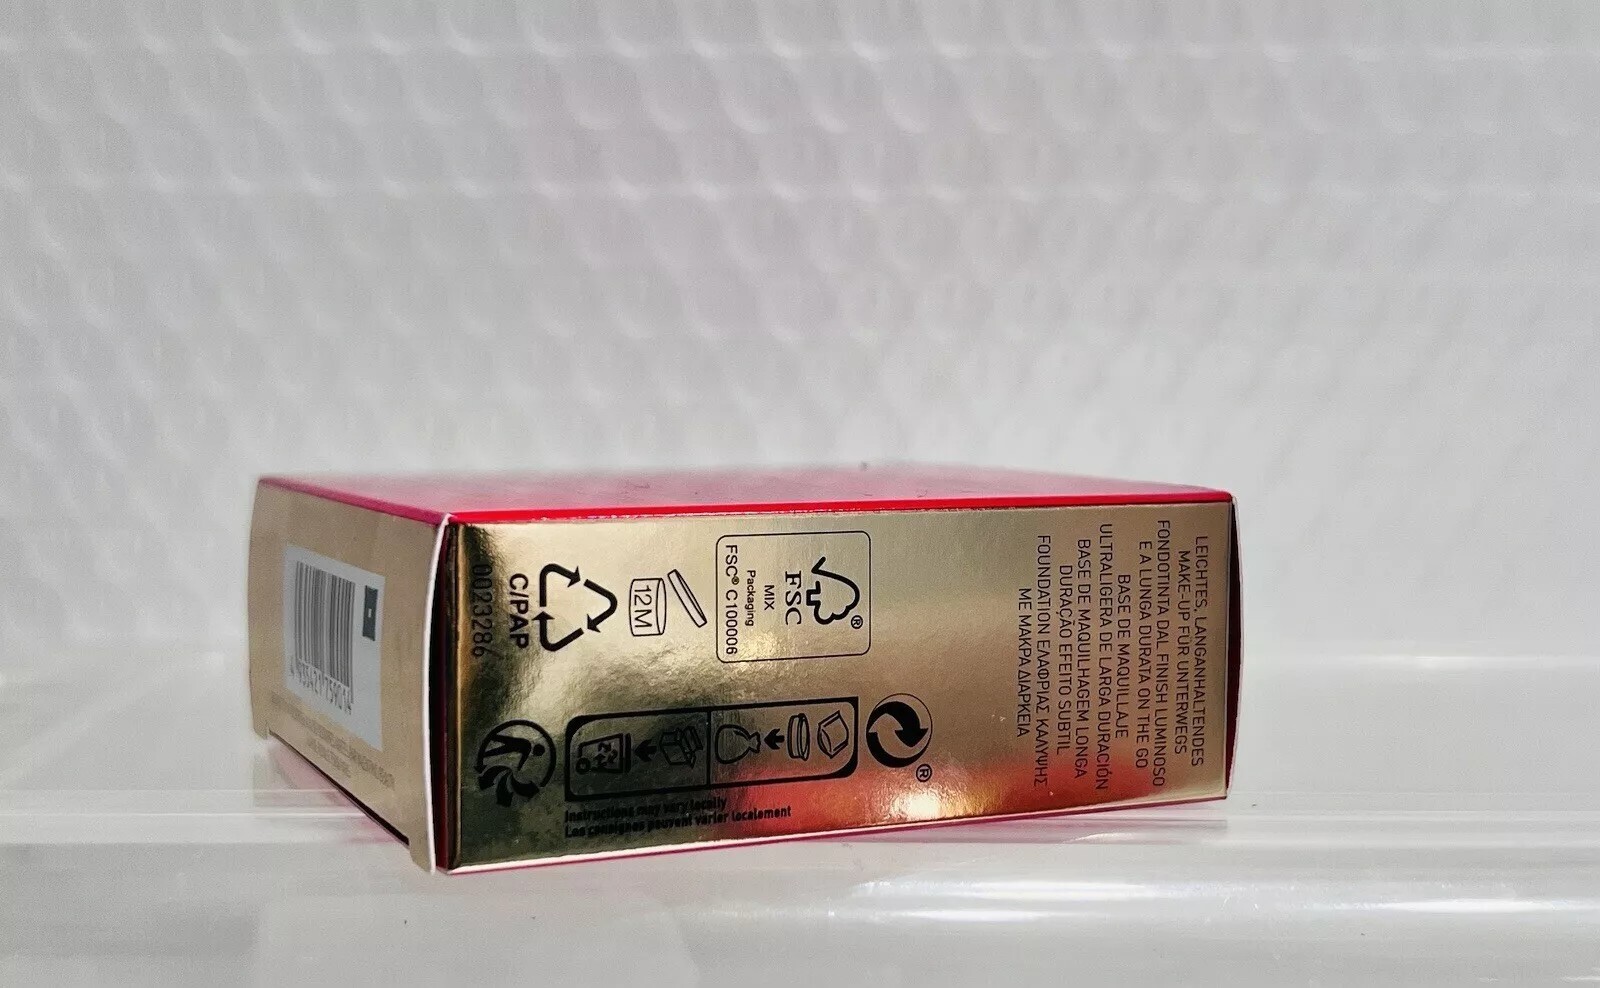 LEICHTES, LANGANHALTENDES
MAKE-UP FÜR UNTERWEGS
FONDOTINTA DAL FINISH LUMINOSO
E A LUNGA DURATA ON THE GO
BASE DE MAQUILLAJE
ULTRALIGERA DE LARGA DURACIÓN
BASE DE MAQUILHAGEM LONGA
DURAÇÃO EFEITO SUBTIL
FOUNDATION ΕΛΑΦΡΙΑΣ ΚΑΛΥΨΗΣ
ΜΕ ΜΑΚΡΑ ΔΙΑΡΚΕΙΑ
®
FSC
MIX
Packaging
FSC® C100006
®
12M
C/PAP
0023286
Instructions may vary locally
Les consignes peuvent varier localement